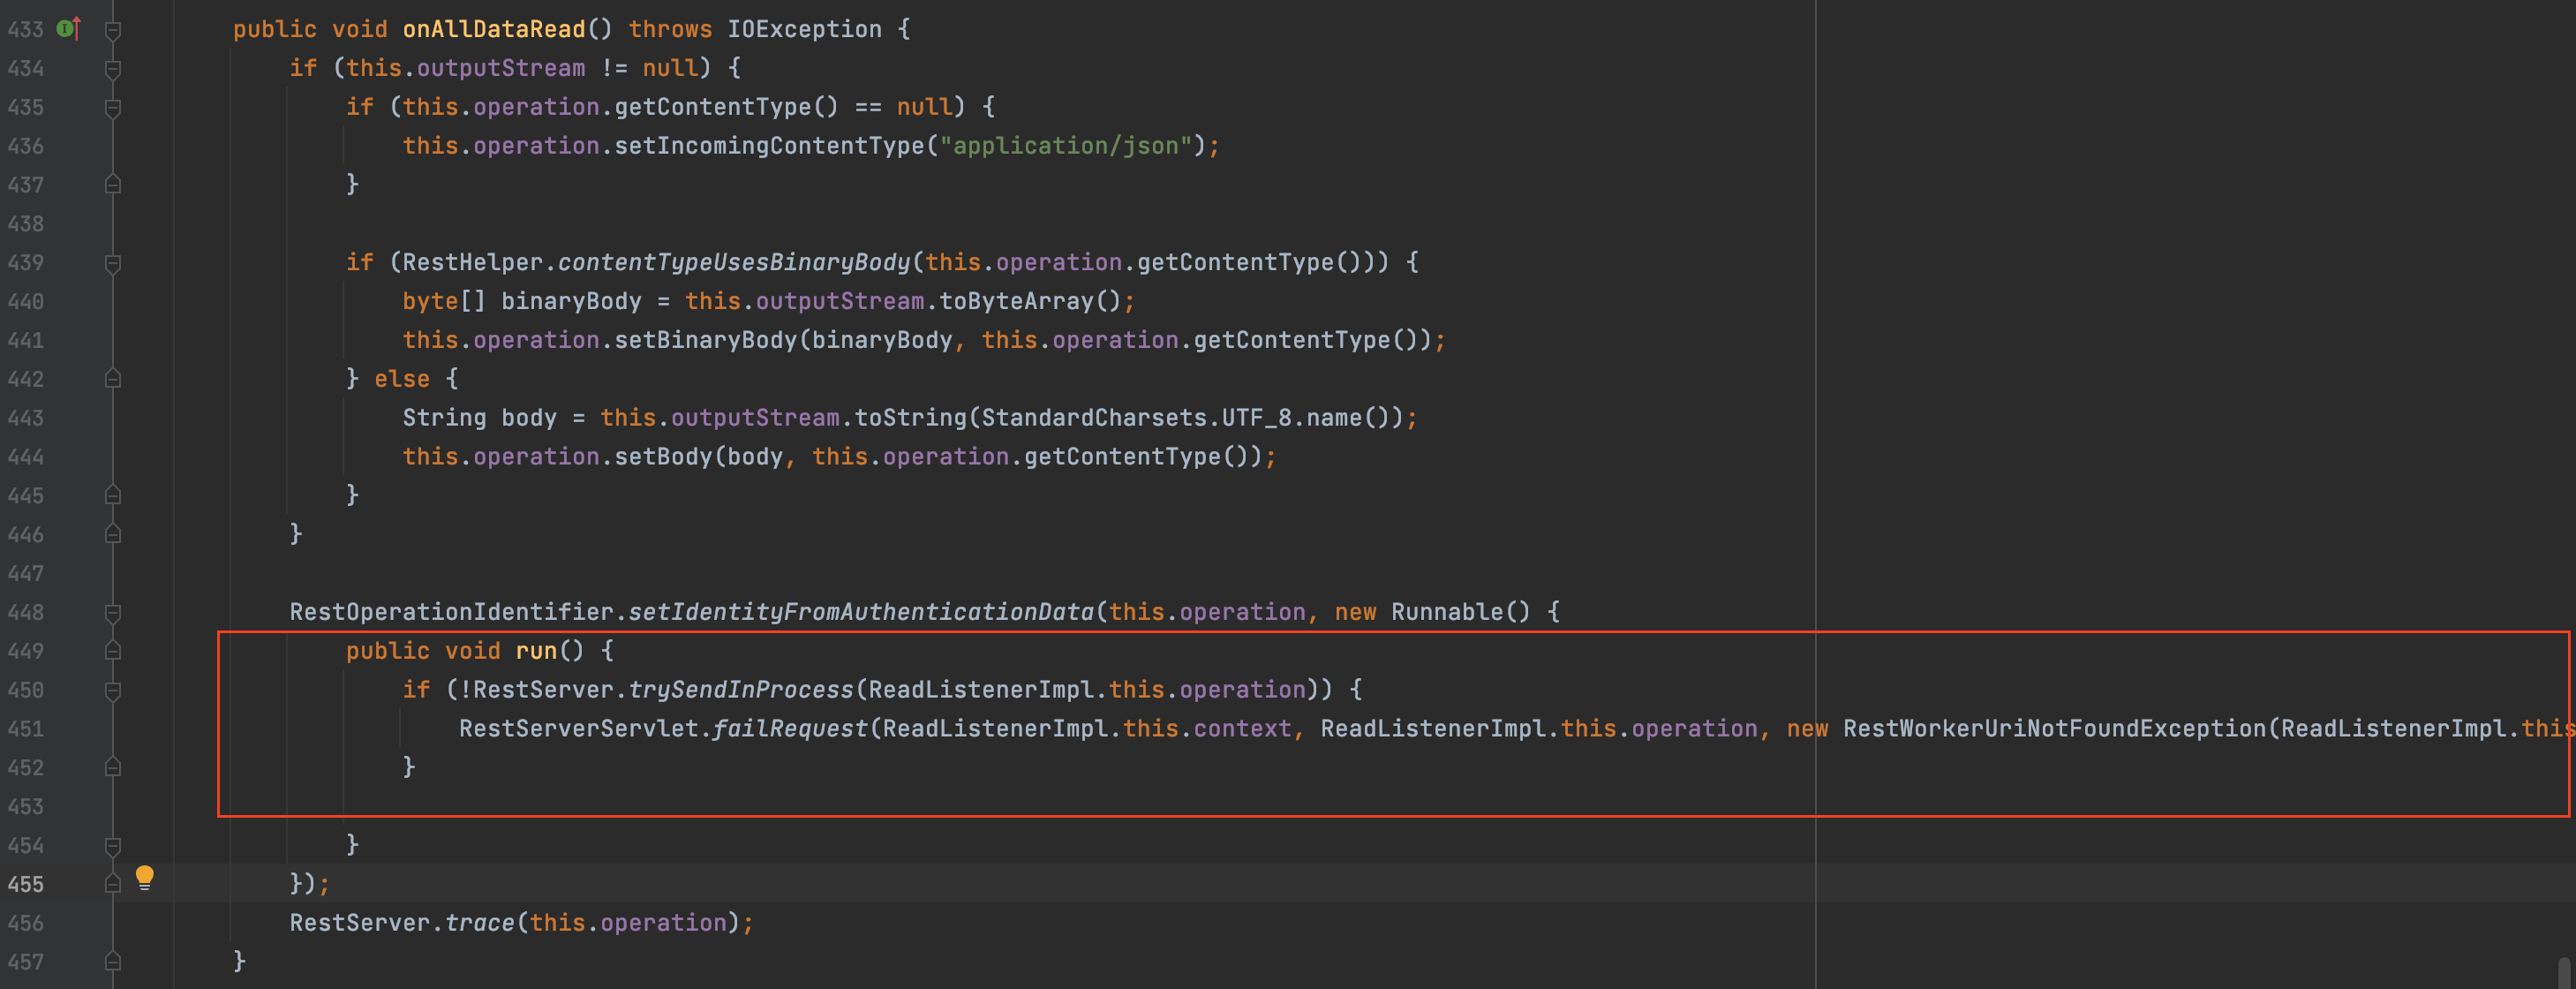 433 public void onAllDataRead() throws IOException {
434 if (this.outputStream != null) {
435 if (this.operation.getContentType() == null) {
436 this.operation.setIncomingContentType("application/json");
437 }
438
439 if (RestHelper.contentTypeUsesBinaryBody(this.operation.getContentType())) {
440 byte[] binaryBody = this.outputStream.toByteArray();
441 this.operation.setBinaryBody(binaryBody, this.operation.getContentType());
442 } else {
443 String body = this.outputStream.toString(StandardCharsets.UTF_8.name());
444 this.operation.setBody(body, this.operation.getContentType());
445 }
446 }
447
448 RestOperationIdentifier.setIdentityFromAuthenticationData(this.operation, new Runnable() {
449 public void run() {
450 if (!RestServer.trySendInProcess(ReadListenerImpl.this.operation)) {
451 RestServerServlet.failRequest(ReadListenerImpl.this.context, ReadListenerImpl.this.operation, new RestWorkerUriNotFoundException(ReadListenerImpl.this
452 }
453
454 }
455 });
456 RestServer.trace(this.operation);
457 }